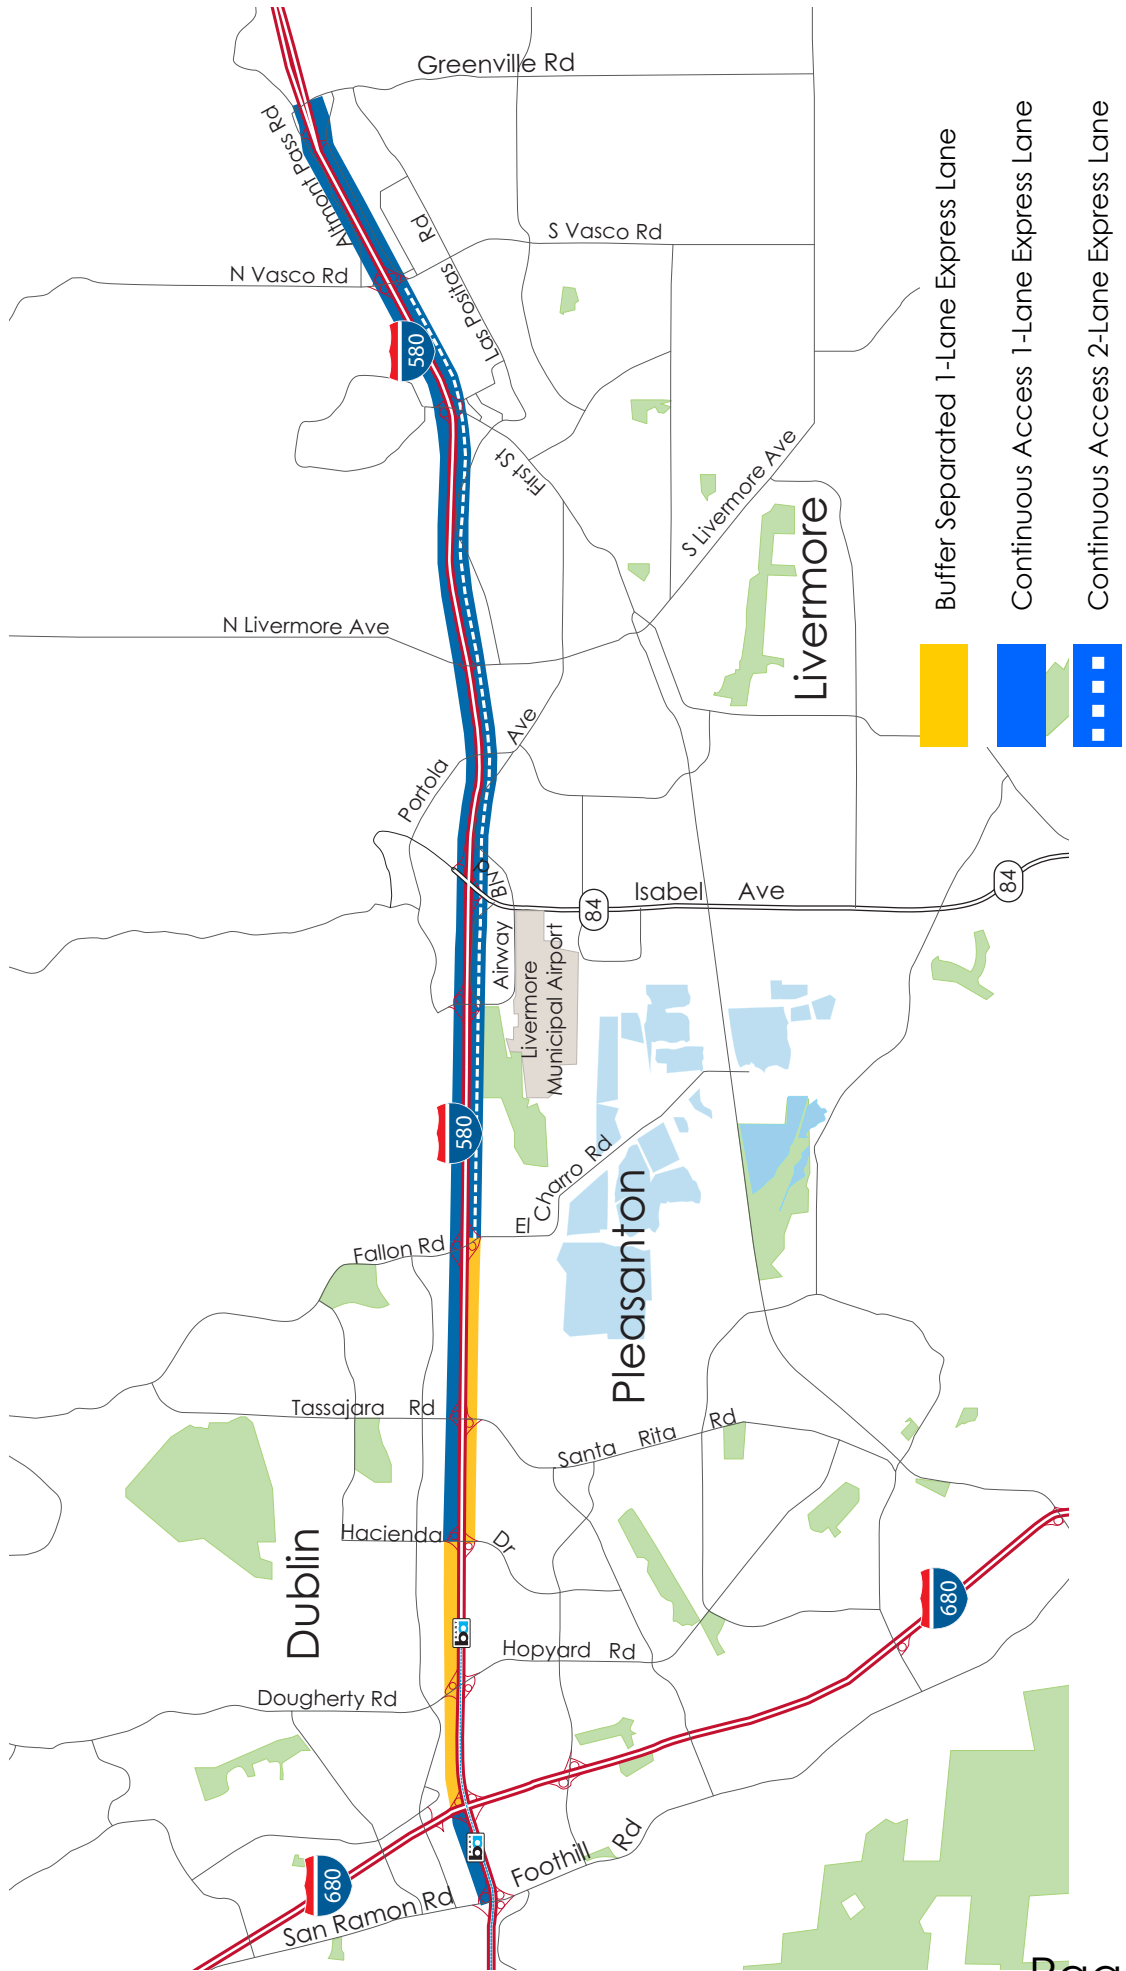 Greenville Rd
Altmont Pass Rd
Las Positas Rd
S Vasco Rd
N Vasco Rd
580
First St
S Livermore Ave
Livermore
N Livermore Ave
Portola Ave
Airway Blvd
84
Isabel Ave
84
Livermore
Municipal Airport
580
El Charro Rd
Fallon Rd
Pleasanton
Tassajara Rd
Santa Rita Rd
Hacienda Dr
Dublin
Hopyard Rd
Dougherty Rd
680
ba
ba
680
San Ramon Rd
Foothill Rd
Buffer Separated 1-Lane Express Lane
Continuous Access 1-Lane Express Lane
Continuous Access 2-Lane Express Lane